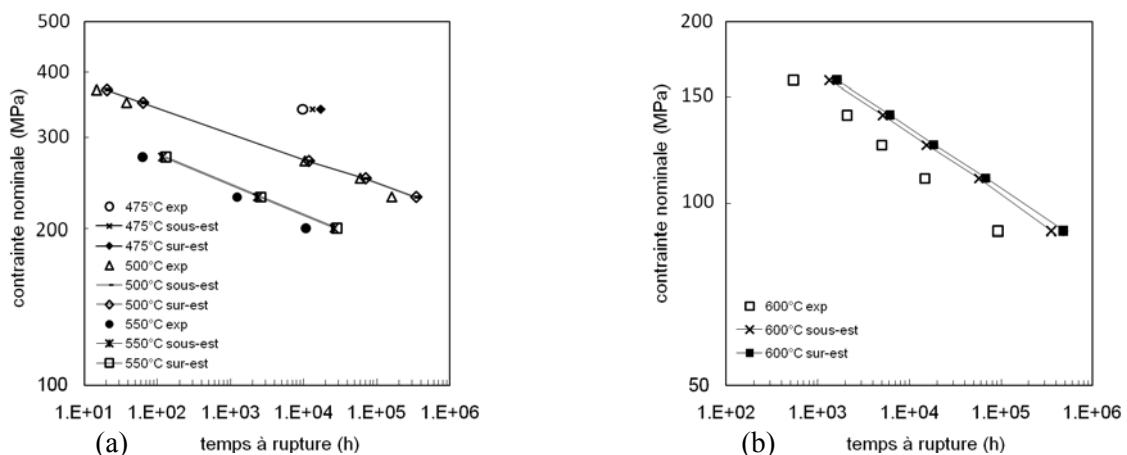 500
400
300
200
100
contrainte nominale (MPa)
475°C exp
475°C sous-est
475°C sur-est
500°C exp
500°C sous-est
500°C sur-est
550°C exp
550°C sous-est
550°C sur-est
1.E+01 1.E+02 1.E+03 1.E+04 1.E+05 1.E+06
temps à rupture (h)
(a)
200
150
100
50
contrainte nominale (MPa)
600°C exp
600°C sous-est
600°C sur-est
1.E+02 1.E+03 1.E+04 1.E+05 1.E+06
temps à rupture (h)
(b)